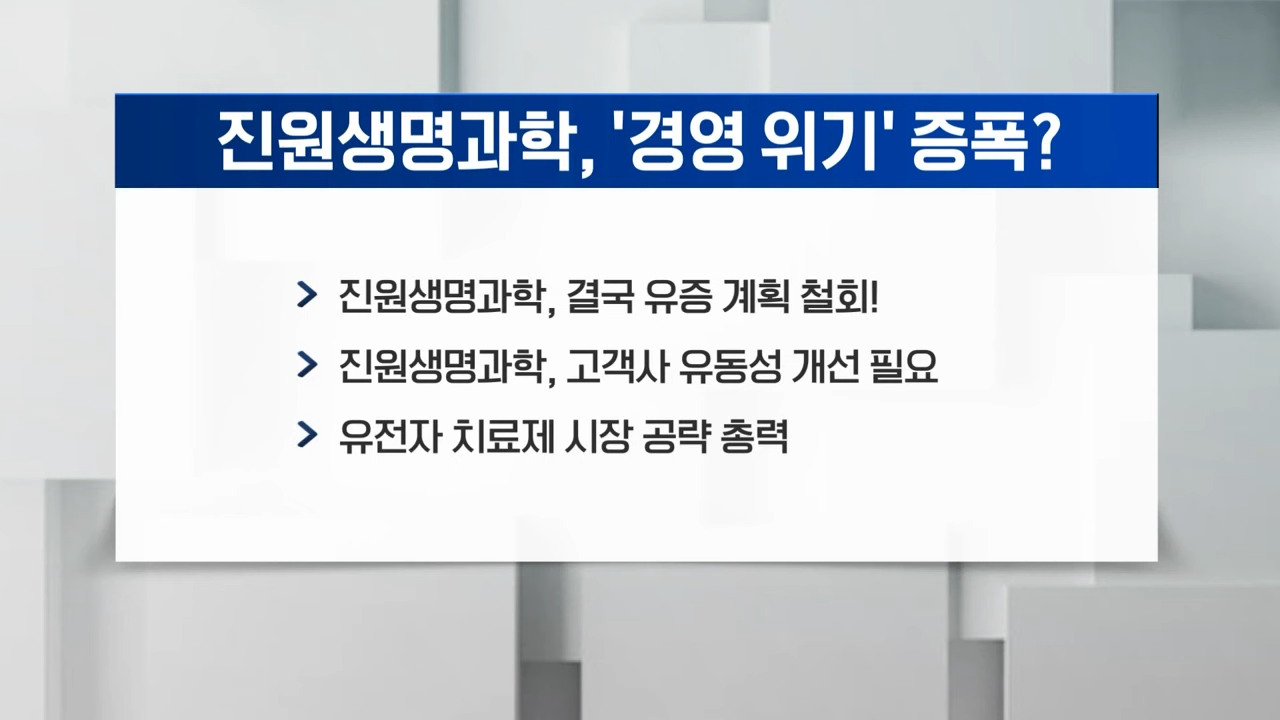 진원생명과학, '경영 위기' 증폭?
> 진원생명과학, 결국 유증 계획 철회!
> 진원생명과학, 고객사 유동성 개선 필요
> 유전자 치료제 시장 공략 총력